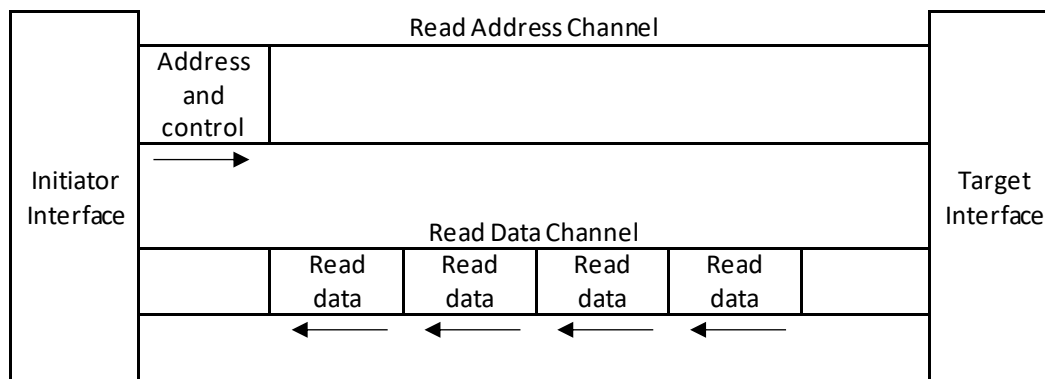 Read Address Channel
Address
and
control
Initiator
Interface
Target
Interface
Read Data Channel
Read
data
Read
data
Read
data
Read
data